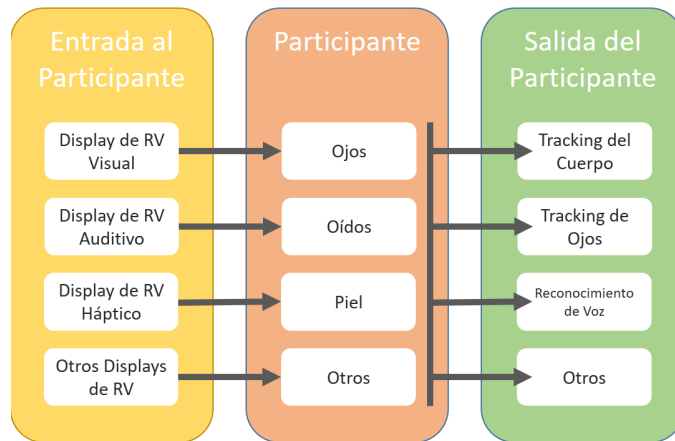 Entrada al
Participante
Display de RV
Visual
Display de RV
Auditivo
Display de RV
Háptico
Otros Displays
de RV
Participante
Ojos
Oídos
Piel
Otros
Salida del
Participante
Tracking del
Cuerpo
Tracking de
Ojos
Reconocimiento
de Voz
Otros